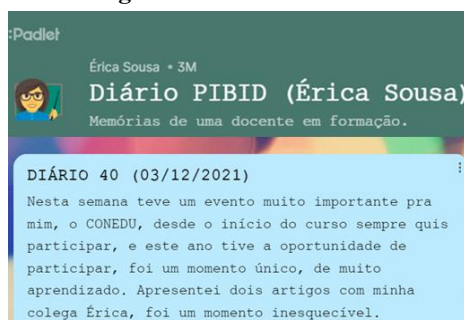 :Padlet
Érica Sousa • 3M
Diário PIBID (Érica Sousa)
Memórias de uma docente em formação.
DIÁRIO 40 (03/12/2021)
Nesta semana teve um evento muito importante pra
mim, o CONEDU, desde o início do curso sempre quis
participar, e este ano tive a oportunidade de
participar, foi um momento único, de muito
aprendizado. Apresentei dois artigos com minha
colega Érica, foi um momento inesquecível.